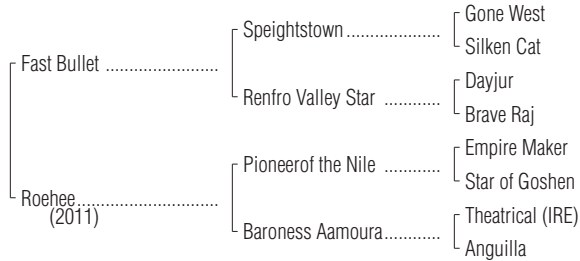 Gone West
Speightstown ....................
Silken Cat
Fast Bullet ........................
Dayjur
Renfro Valley Star ............
Brave Raj
Empire Maker
Pioneerof the Nile ............
Star of Goshen
Roehee..............................
(2011)
Theatrical (IRE)
Baroness Aamoura............
Anguilla